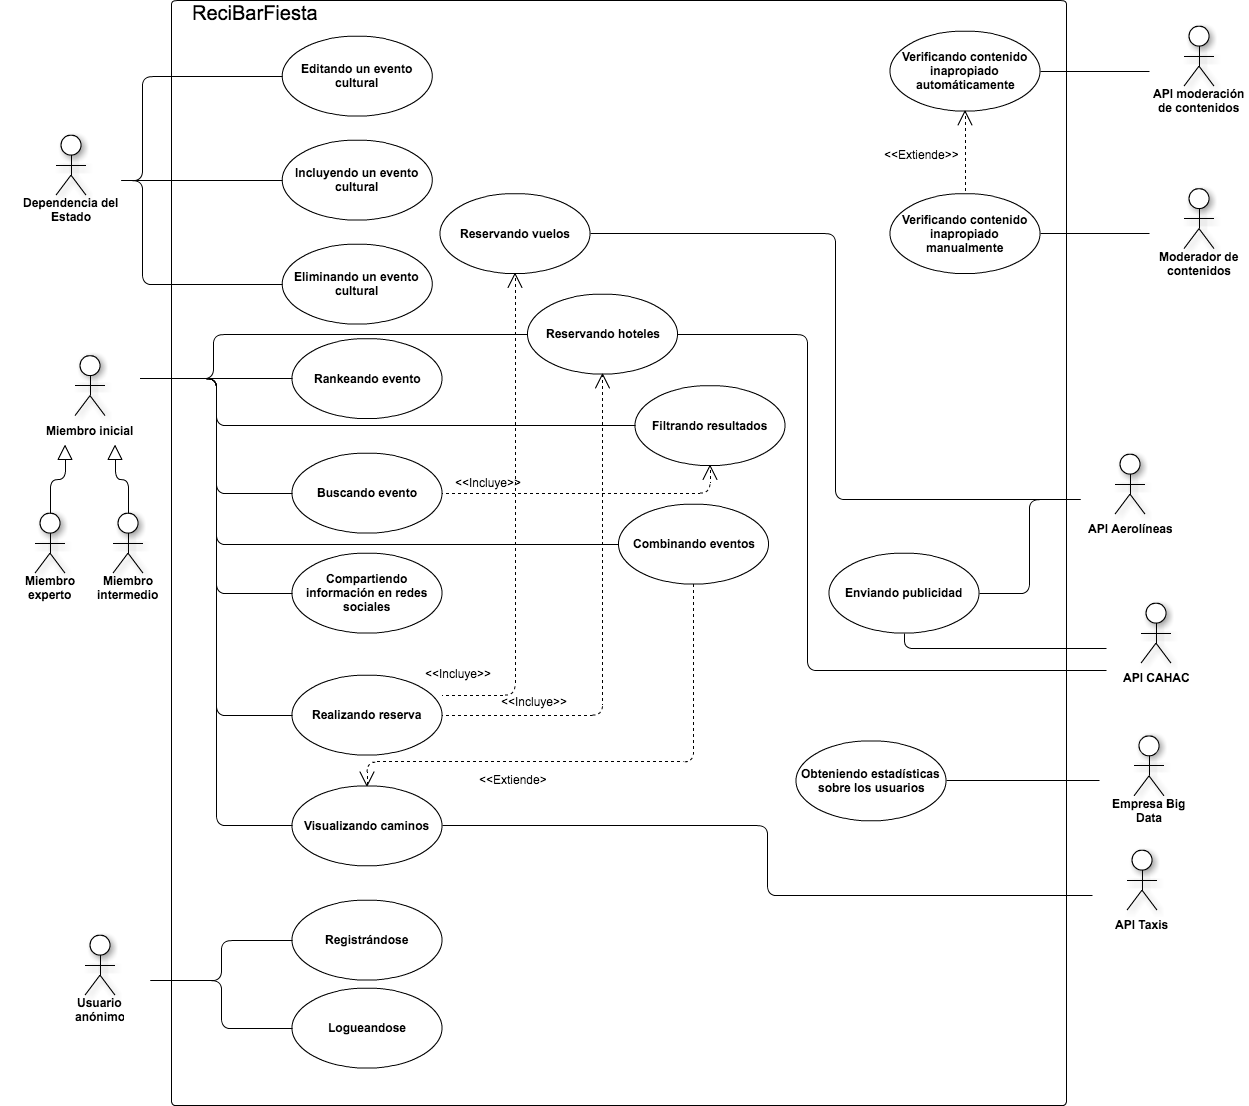 ReciBarFiesta
Editando un evento
cultural
Verificando contenido
inapropiado
automáticamente
API moderación
de contenidos
<<Extiende>>
Incluyendo un evento
cultural
Dependencia del
Estado
Reservando vuelos
Verificando contenido
inapropiado
manualmente
Moderador de
contenidos
Eliminando un evento
cultural
Reservando hoteles
Rankeando evento
Miembro inicial
Filtrando resultados
<<Incluye>>
Buscando evento
API Aerolíneas
Combinando eventos
Miembro
experto
Miembro
intermedio
Compartiendo
información en redes
sociales
Enviando publicidad
<<Incluye>>
API CAHAC
<<Incluye>>
Realizando reserva
<<Extiende>
Obteniendo estadísticas
sobre los usuarios
Empresa Big
Data
Visualizando caminos
API Taxis
Registrándose
Usuario
anónimo
Logueandose